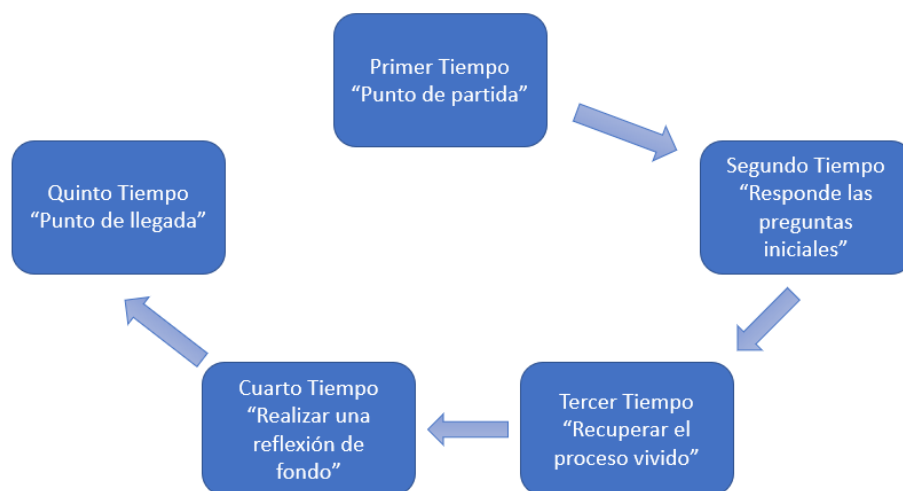 Primer Tiempo
“Punto de partida”
Segundo Tiempo
“Responde las
preguntas
iniciales”
Tercer Tiempo
“Recuperar el
proceso vivido”
Cuarto Tiempo
“Realizar una
reflexión de
fondo”
Quinto Tiempo
“Punto de llegada”